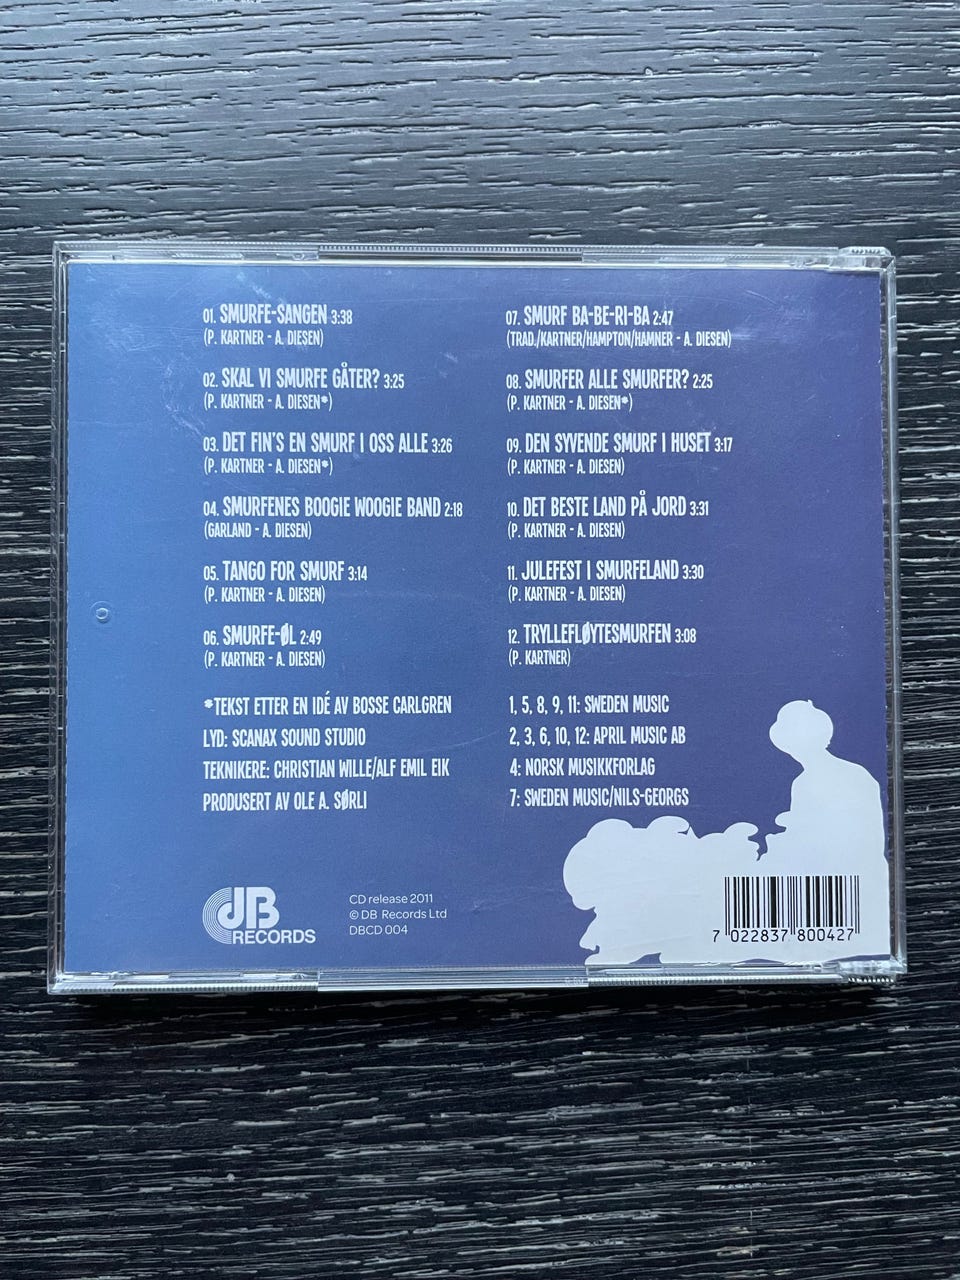 01. SMURFE-SANGEN 3:38
(P. KARTNER - A. DIESEN)
02. SKAL VI SMURFE GÅTER? 3:25
(P. KARTNER - A. DIESEN*)
03. DET FIN'S EN SMURF I OSS ALLE 3:26
(P. KARTNER - A. DIESEN*)
04. SMURFENES BOOGIE WOOGIE BAND 2:18
(GARLAND - A. DIESEN)
05. TANGO FOR SMURF 3:14
(P. KARTNER - A. DIESEN)
06. SMURFE-ØL 2:49
(P. KARTNER - A. DIESEN)
*TEKST ETTER EN IDÉ AV BOSSE CARLGREN
LYD: SCANAX SOUND STUDIO
TEKNIKERE: CHRISTIAN WILLE/ALF EMIL EIK
PRODUSERT AV OLE A. SØRLI
07. SMURF BA-BE-RI-BA 2:47
(TRAD./KARTNER/HAMPTON/HAMNER - A. DIESEN)
08. SMURFER ALLE SMURFER? 2:25
(P. KARTNER - A. DIESEN*)
09. DEN SYVENDE SMURF I HUSET 3:17
(P. KARTNER - A. DIESEN)
10. DET BESTE LAND PÅ JORD 3:31
(P. KARTNER - A. DIESEN)
11. JULEFEST I SMURFELAND 3:30
(P. KARTNER - A. DIESEN)
12. TRYLLEFLØYTESMURFEN 3:08
(P. KARTNER)
1, 5, 8, 9, 11: SWEDEN MUSIC
2, 3, 6, 10, 12: APRIL MUSIC AB
4: NORSK MUSIKKFORLAG
7: SWEDEN MUSIC/NILS-GEORGS
DB
RECORDS
CD release 2011
© DB Records Ltd
DBCD 004
7 022837 800427